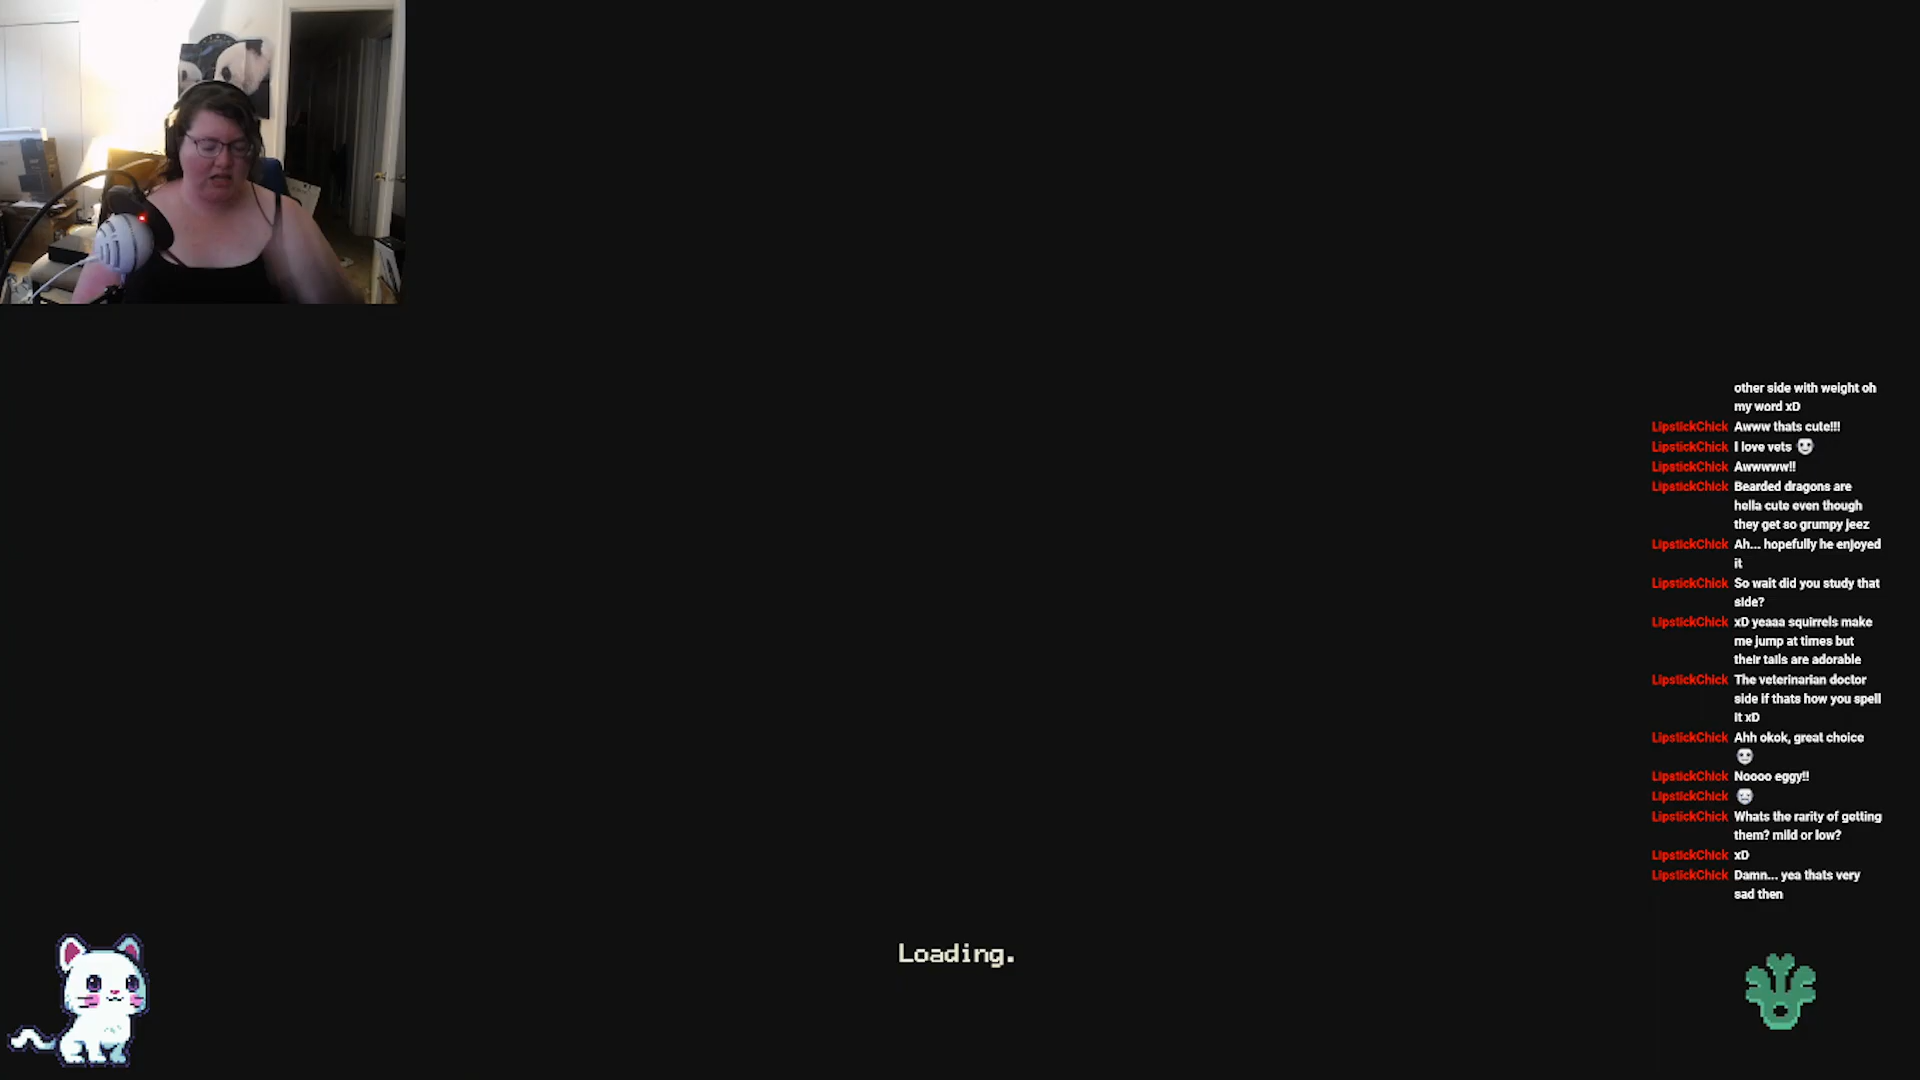 other side with weight oh
my word xD
LipstickChick Awww thats cute!!!
LipstickChick I love vets
LipstickChick Awwwww!!
LipstickChick Bearded dragons are
hella cute even though
they get so grumpy jeez
LipstickChick Ah... hopefully he enjoyed
it
LipstickChick So wait did you study that
side?
LipstickChick xD yeaaa squirrels make
me jump at times but
their tails are adorable
LipstickChick The veterinarian doctor
side if thats how you spell
it xD
LipstickChick Ahh okok, great choice
LipstickChick Noooo eggy!!
LipstickChick
LipstickChick Whats the rarity of getting
them? mild or low?
LipstickChick xD
LipstickChick Damn... yea thats very
sad then
Loading.